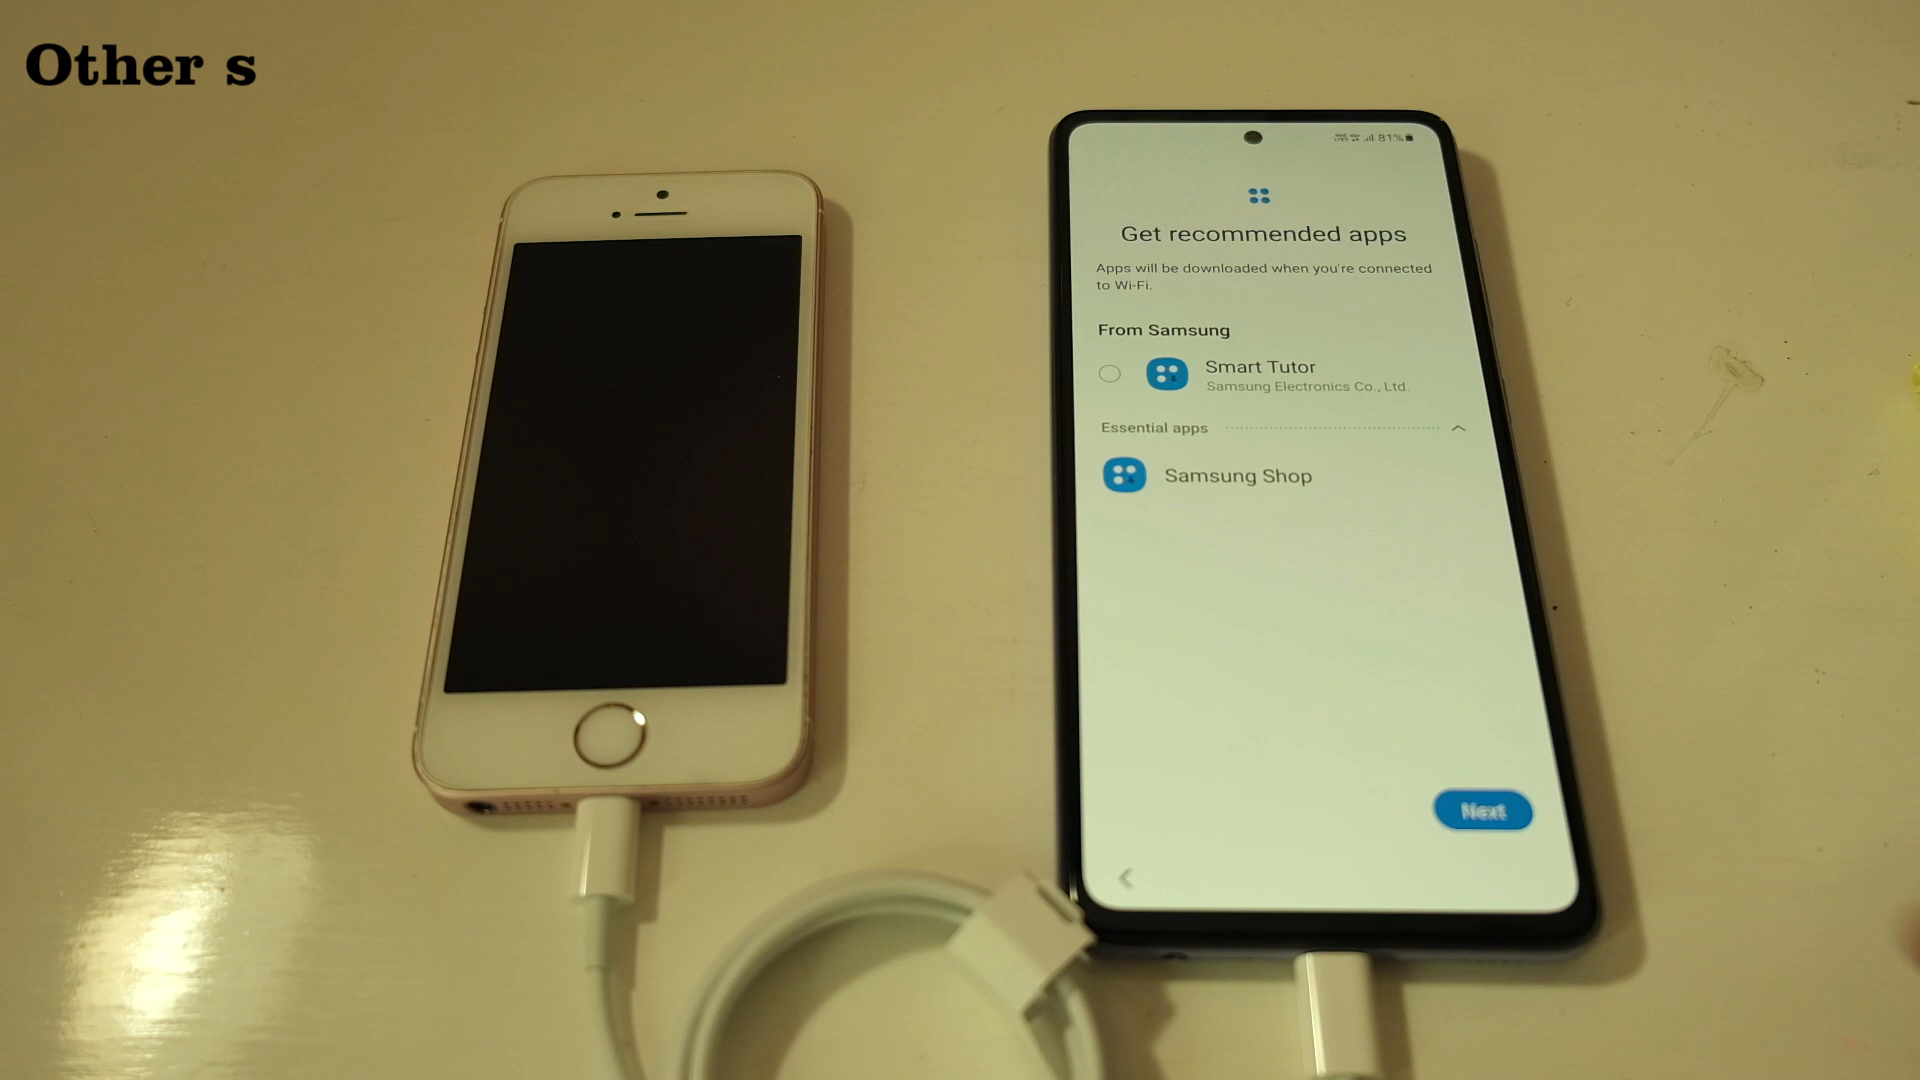 Other s
81%
Get recommended apps
Apps will be downloaded when you're connected
to Wi-Fi.
From Samsung
Smart Tutor
Samsung Electronics Co., Ltd.
Essential apps
Samsung Shop
Next